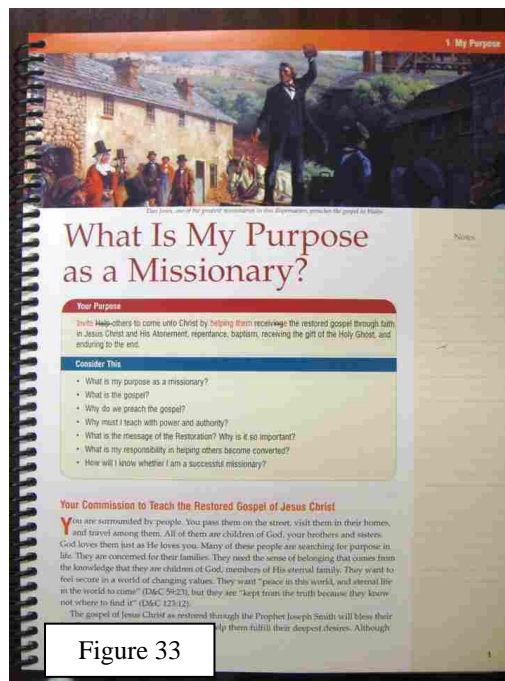 1 My Purpose
Dan Jones, one of the greatest missionaries in this dispensation, preaches the gospel in Wales.
What Is My Purpose
as a Missionary?
Notes
Your Purpose
Invite Help others to come unto Christ by helping them receivinge the restored gospel through faith
in Jesus Christ and His Atonement, repentance, baptism, receiving the gift of the Holy Ghost, and
enduring to the end.
Consider This
• What is my purpose as a missionary?
• What is the gospel?
• Why do we preach the gospel?
• Why must I teach with power and authority?
• What is the message of the Restoration? Why is it so important?
• What is my responsibility in helping others become converted?
• How will I know whether I am a successful missionary?
Your Commission to Teach the Restored Gospel of Jesus Christ
You are surrounded by people. You pass them on the street, visit them in their homes,
and travel among them. All of them are children of God, your brothers and sisters.
God loves them just as He loves you. Many of these people are searching for purpose in
life. They are concerned for their families. They need the sense of belonging that comes from
the knowledge that they are children of God, members of His eternal family. They want to
feel secure in a world of changing values. They want “peace in this world, and eternal life
in the world to come” (D&C 59:23), but they are “kept from the truth because they know
not where to find it” (D&C 123:12).
The gospel of Jesus Christ as restored through the Prophet Joseph Smith will bless their
help them fulfill their deepest desires. Although
Figure 33
1